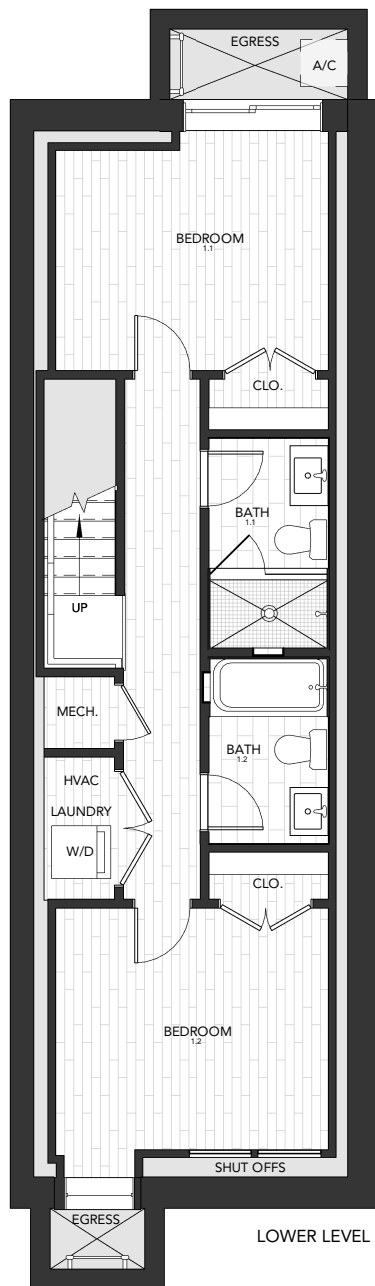 EGRESS
A/C
BEDROOM
1.1
CLO.
BATH
1.1
UP
MECH.
BATH
1.2
HVAC
LAUNDRY
W/D
CLO.
BEDROOM
1.2
SHUT OFFS
EGRESS
LOWER LEVEL